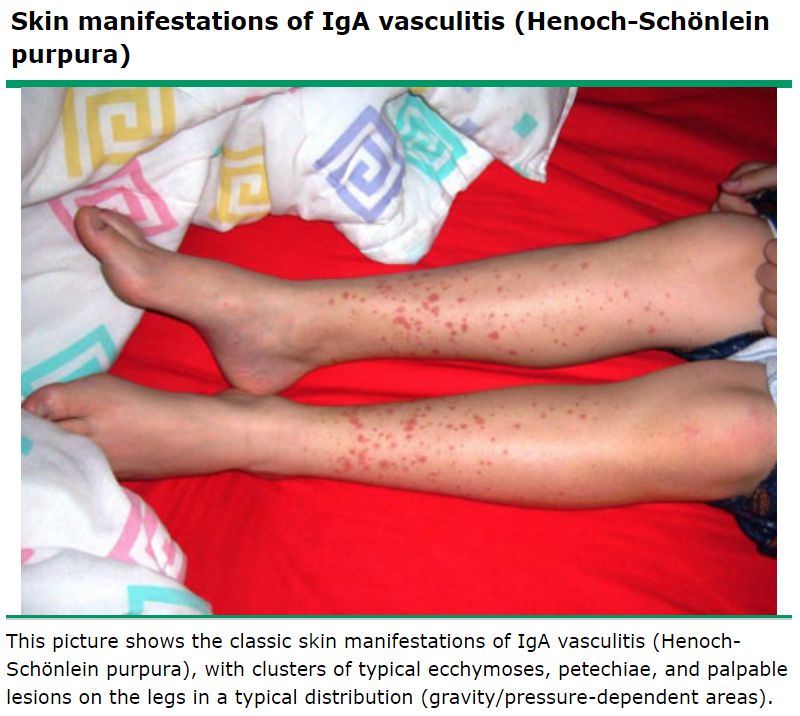 Skin manifestations of IgA vasculitis (Henoch-Schönlein
purpura)
This picture shows the classic skin manifestations of IgA vasculitis (Henoch-
Schönlein purpura), with clusters of typical ecchymoses, petechiae, and palpable
lesions on the legs in a typical distribution (gravity/pressure-dependent areas).